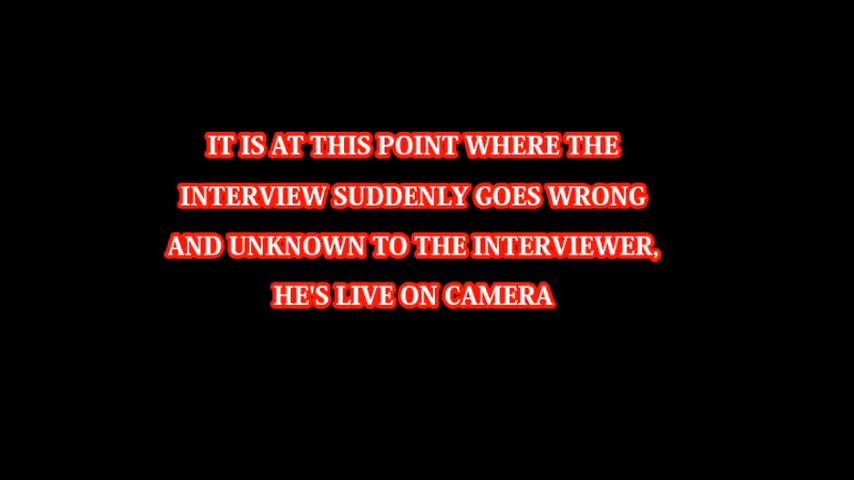 IT IS AT THIS POINT WHERE THE
INTERVIEW SUDDENLY GOES WRONG
AND UNKNOWN TO THE INTERVIEWER,
HE'S LIVE ON CAMERA